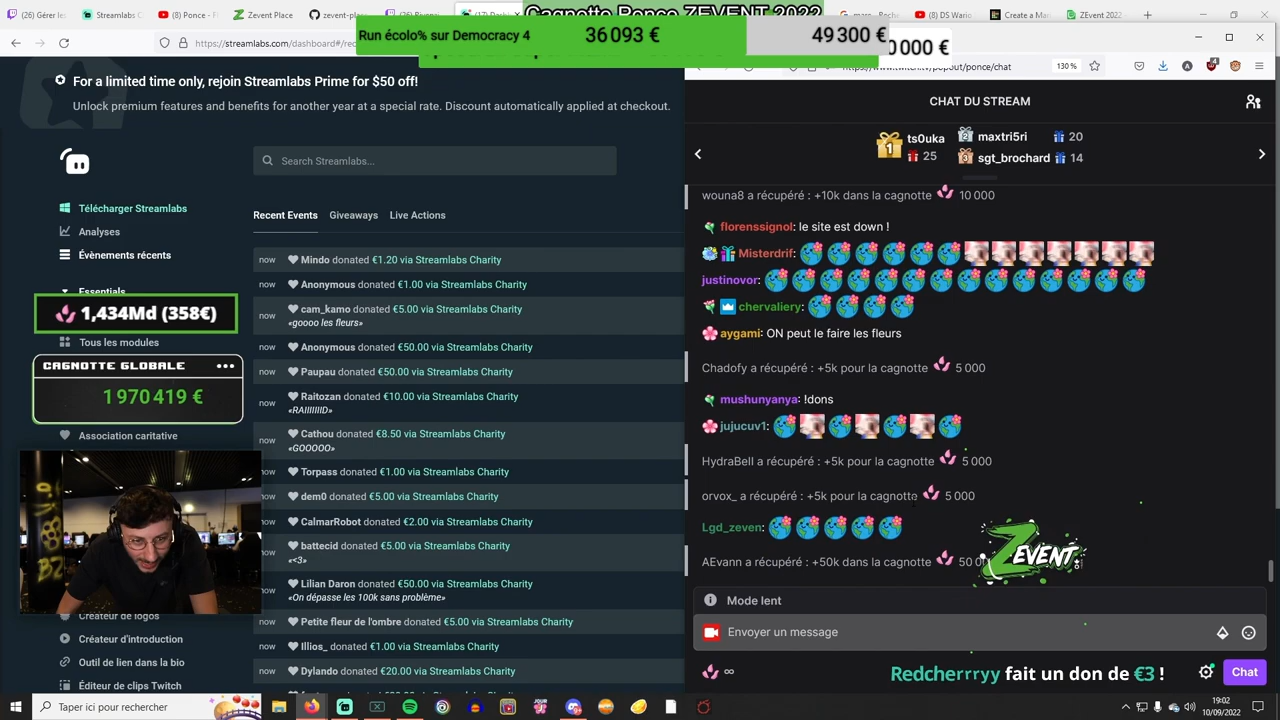 Cagnotte Ponce ZEVENT 2022
Run écolo% sur Democracy 4
36 093 €
49 300 €
0 000 €
https://streamlabs.com/dashboard#/rec
https://www.twitch.tv/popout/ponce/chat
130 %
For a limited time only, rejoin Streamlabs Prime for $50 off!
Unlock premium features and benefits for another year at a special rate. Discount automatically applied at checkout.
Search Streamlabs...
Télécharger Streamlabs
Analyses
Évènements récents
Essentials
1,434Md (358€)
Tous les modules
CAGNOTTE GLOBALE
1 970 419 €
Association caritative
Créateur de logos
Créateur d'introduction
Outil de lien dans la bio
Éditeur de clips Twitch
Recent Events
Giveaways
Live Actions
now Mindo donated €1.20 via Streamlabs Charity
now Anonymous donated €1.00 via Streamlabs Charity
now cam_kamo donated €5.00 via Streamlabs Charity
«goooo les fleurs»
now Anonymous donated €50.00 via Streamlabs Charity
now Paupau donated €50.00 via Streamlabs Charity
now Raitozan donated €10.00 via Streamlabs Charity
«RAIIIIIIID»
now Cathou donated €8.50 via Streamlabs Charity
«GOOOOO»
now Torpass donated €1.00 via Streamlabs Charity
now dem0 donated €5.00 via Streamlabs Charity
now CalmarRobot donated €2.00 via Streamlabs Charity
now battecid donated €5.00 via Streamlabs Charity
«<3»
now Lilian Daron donated €50.00 via Streamlabs Charity
«On dépasse les 100k sans problème»
now Petite fleur de l'ombre donated €5.00 via Streamlabs Charity
now Illios_ donated €1.00 via Streamlabs Charity
now Dylando donated €20.00 via Streamlabs Charity
CHAT DU STREAM
1 ts0uka 25
2 maxtri5ri 20
3 sgt_brochard 14
wouna8 a récupéré : +10k dans la cagnotte 10 000
florenssignol: le site est down !
Misterdrif:
justinovor:
chervaliery:
aygami: ON peut le faire les fleurs
Chadofy a récupéré : +5k pour la cagnotte 5 000
mushunyanya: !dons
jujucuv1:
HydraBell a récupéré : +5k pour la cagnotte 5 000
orvox_ a récupéré : +5k pour la cagnotte 5 000
Lgd_zeven:
AEvann a récupéré : +50k dans la cagnotte 50 0
ZEVENT
Mode lent
Envoyer un message
∞
Redcherrryy fait un don de €3 !
Chat
Taper ici pour rechercher
19:02
10/09/2022